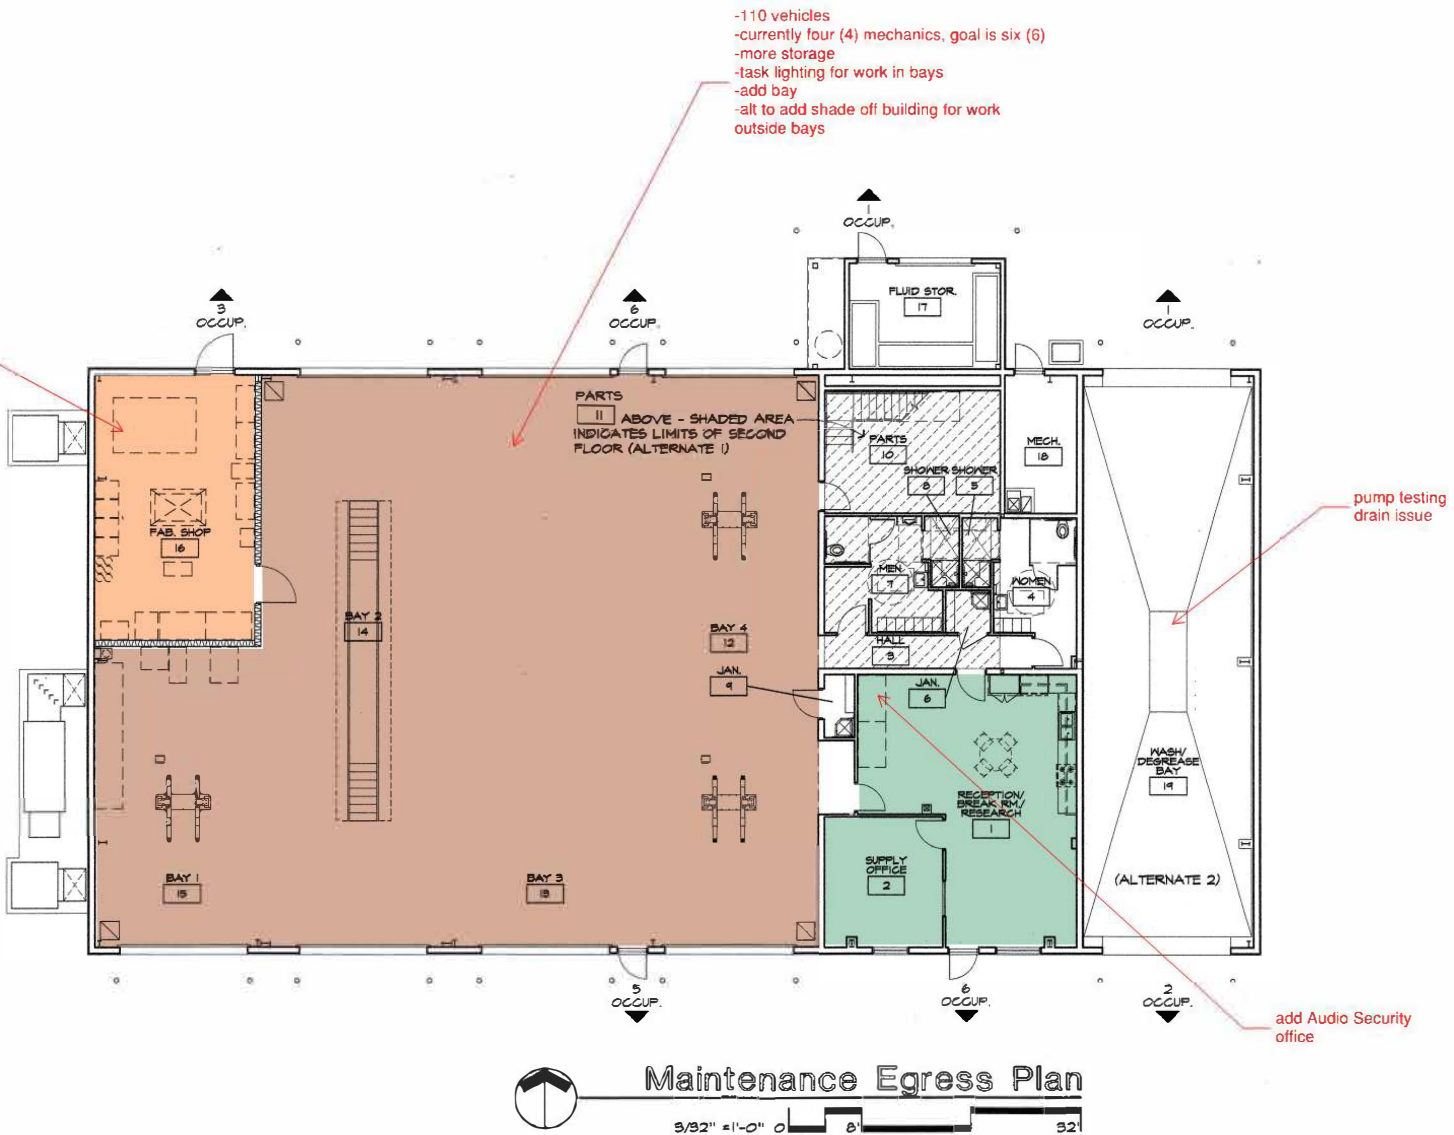 -110 vehicles
-currently four (4) mechanics, goal is six (6)
-more storage
-task lighting for work in bays
-add bay
-alt to add shade off building for work
outside bays
1
OCCUP.
FLUID STOR.
17
3
OCCUP.
6
OCCUP.
1
OCCUP.
PARTS
11 ABOVE - SHADED AREA
INDICATES LIMITS OF SECOND
FLOOR (ALTERNATE 1)
PARTS
10
MECH.
18
SHOWER
8
SHOWER
5
pump testing
drain issue
FAB. SHOP
16
MEN
7
WOMEN
4
BAY 2
14
BAY 4
12
HALL
3
JAN.
9
JAN.
6
WASH/
DEGREASE
BAY
19
RECEPTION/
BREAK RM./
RESEARCH
1
SUPPLY
OFFICE
2
BAY 1
15
BAY 3
13
(ALTERNATE 2)
5
OCCUP.
6
OCCUP.
2
OCCUP.
add Audio Security
office
Maintenance Egress Plan
3/32" =1'-0" 0 8' 32'